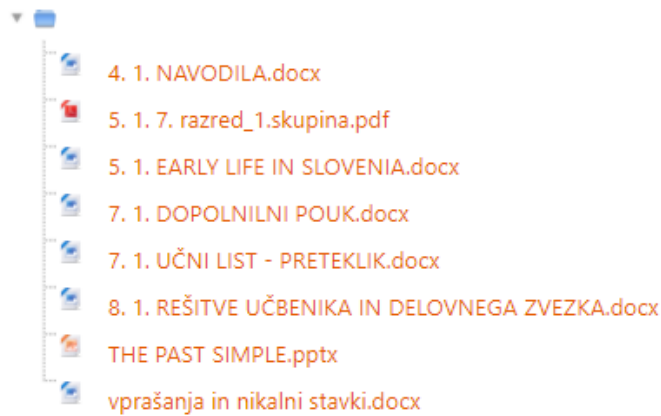 4. 1. NAVODILA.docx
5. 1. 7. razred_1.skupina.pdf
5. 1. EARLY LIFE IN SLOVENIA.docx
7. 1. DOPOLNILNI POUK.docx
7. 1. UČNI LIST - PRETEKLIK.docx
8. 1. REŠITVE UČBENIKA IN DELOVNEGA ZVEZKA.docx
THE PAST SIMPLE.pptx
vprašanja in nikalni stavki.docx